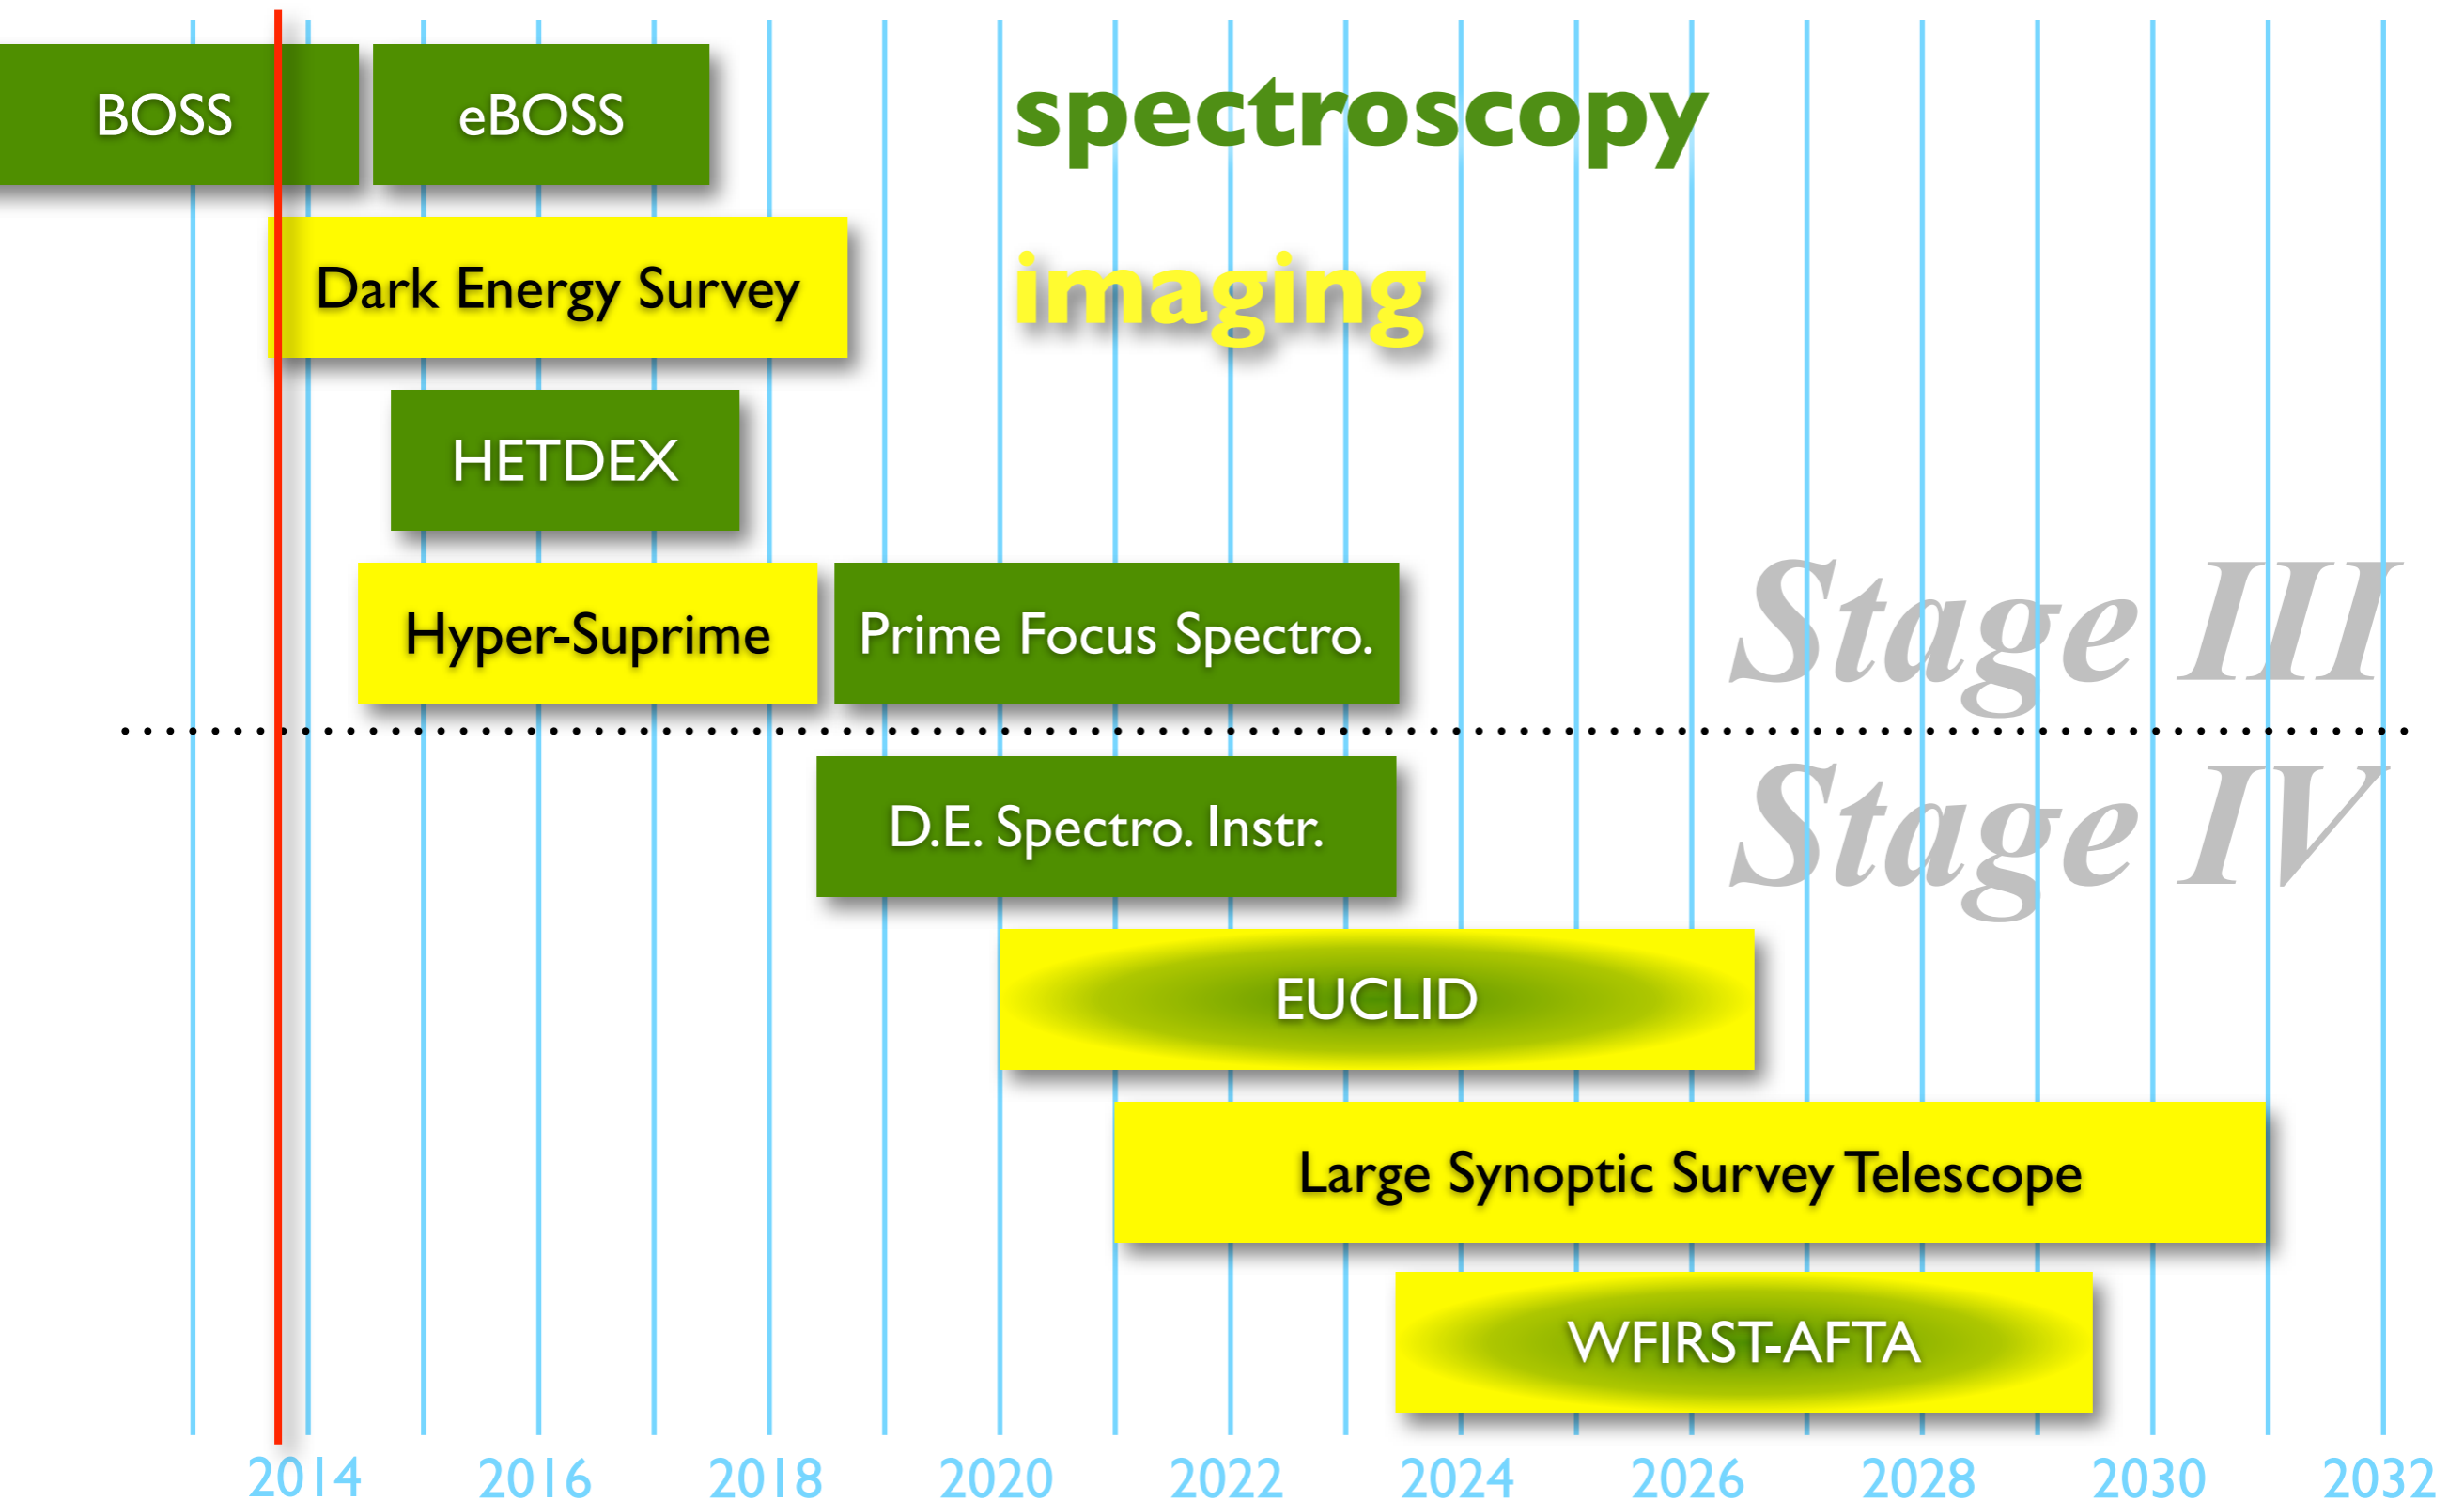 BOSS
eBOSS
spectroscopy
Dark Energy Survey
imaging
HETDEX
Hyper-Suprime
Prime Focus Spectro.
Stage III
D.E. Spectro. Instr.
Stage IV
EUCLID
Large Synoptic Survey Telescope
WFIRST-AFTA
2014 2016 2018 2020 2022 2024 2026 2028 2030 2032